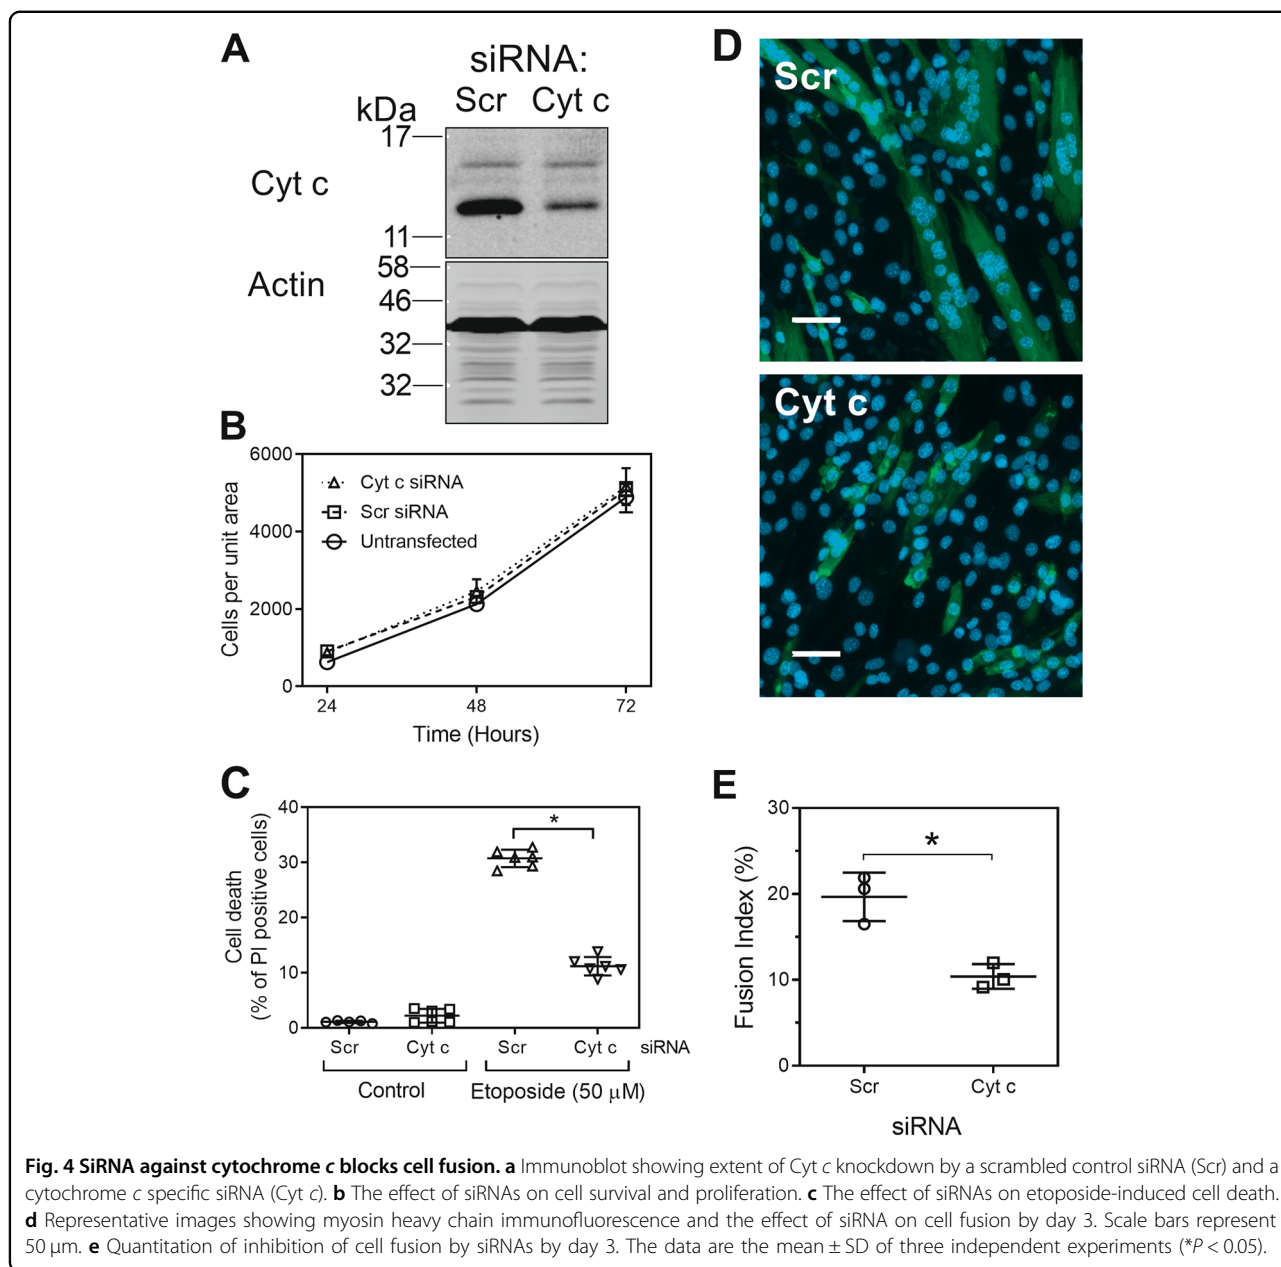 A
siRNA:
Scr Cyt c
kDa
17
Cyt c
11
58
Actin
46
32
32
B
6000
4000
2000
0
Cells per unit area
Cyt c siRNA
Scr siRNA
Untransfected
24 48 72
Time (Hours)
C
40
30
20
10
0
Cell death
(% of PI positive cells)
*
Scr Cyt c Scr Cyt c siRNA
Control Etoposide (50 µM)
D
Scr
Cyt c
E
30
20
10
0
Fusion Index (%)
*
Scr Cyt c
siRNA
Fig. 4 SiRNA against cytochrome c blocks cell fusion. a Immunoblot showing extent of Cyt c knockdown by a scrambled control siRNA (Scr) and a
cytochrome c specific siRNA (Cyt c). b The effect of siRNAs on cell survival and proliferation. c The effect of siRNAs on etoposide-induced cell death.
d Representative images showing myosin heavy chain immunofluorescence and the effect of siRNA on cell fusion by day 3. Scale bars represent
50 µm. e Quantitation of inhibition of cell fusion by siRNAs by day 3. The data are the mean ± SD of three independent experiments (*P < 0.05).